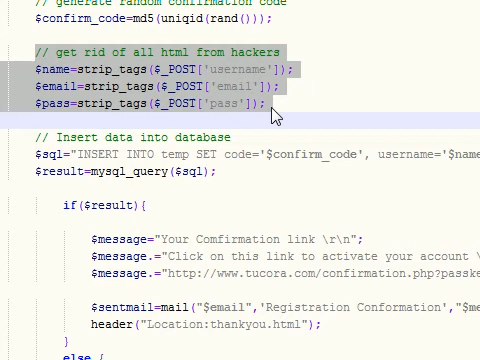 // generate random confirmation code
$confirm_code=md5(uniqid(rand()));
// get rid of all html from hackers
$name=strip_tags($_POST['username']);
$email=strip_tags($_POST['email']);
$pass=strip_tags($_POST['pass']);
// Insert data into database
$sql="INSERT INTO temp SET code='$confirm_code', username='$name
$result=mysql_query($sql);
if($result){
$message="Your Comfirmation link \r\n";
$message.="Click on this link to activate your account \
$message.="http://www.tucora.com/confirmation.php?passke
$sentmail=mail("$email",'Registration Conformation',"$me
header("Location:thankyou.html");
}
else {